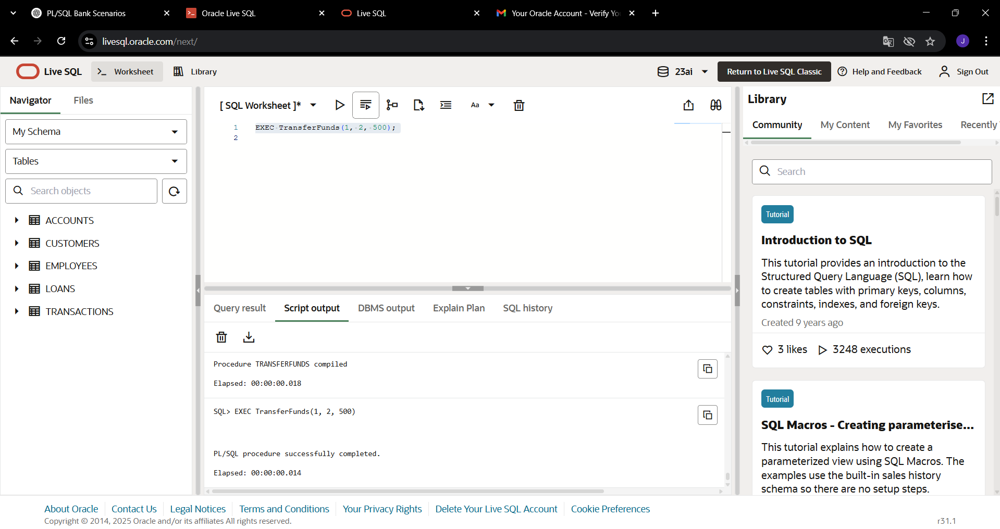 PL/SQL Bank Scenarios
Oracle Live SQL
Live SQL
Your Oracle Account - Verify Yo
livesql.oracle.com/next/
J
Live SQL
Worksheet
Library
23ai
Return to Live SQL Classic
Help and Feedback
Sign Out
Navigator
Files
My Schema
Tables
Search objects
ACCOUNTS
CUSTOMERS
EMPLOYEES
LOANS
TRANSACTIONS
[ SQL Worksheet ]*
Aa
1 EXEC TransferFunds(1, 2, 500);
2
Query result
Script output
DBMS output
Explain Plan
SQL history
Procedure TRANSFERFUNDS compiled
Elapsed: 00:00:00.018
SQL> EXEC TransferFunds(1, 2, 500)
PL/SQL procedure successfully completed.
Elapsed: 00:00:00.014
Library
Community
My Content
My Favorites
Recently
Search
Tutorial
Introduction to SQL
This tutorial provides an introduction to the
Structured Query Language (SQL), learn how
to create tables with primary keys, columns,
constraints, indexes, and foreign keys.
Created 9 years ago
3 likes
3248 executions
Tutorial
SQL Macros - Creating parameterise...
This tutorial explains how to create a
parameterized view using SQL Macros. The
examples use the built-in sales history
schema so there are no setup steps.
About Oracle
Contact Us
Legal Notices
Terms and Conditions
Your Privacy Rights
Delete Your Live SQL Account
Cookie Preferences
Copyright © 2014, 2025 Oracle and/or its affiliates All rights reserved.
r31.1